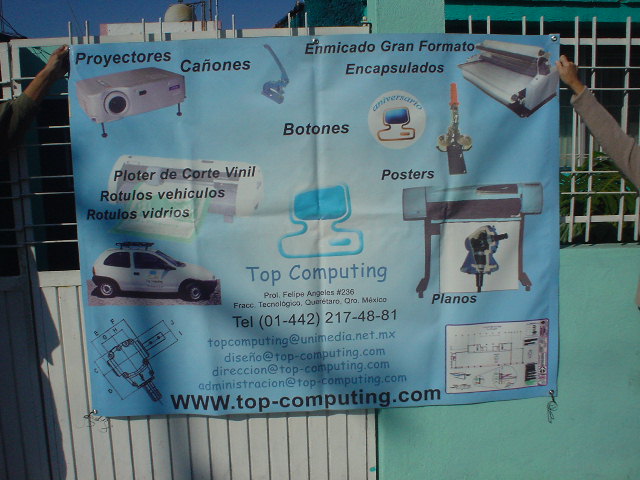 Proyectores
Cañones
Enmicado Gran Formato
Encapsulados
aniversario
Botones
Ploter de Corte Vinil
Rotulos vehiculos
Rotulos vidrios
Posters
Top Computing
Prol. Felipe Angeles #236
Fracc. Tecnológico, Querétaro, Qro. México
Planos
Tel (01-442) 217-48-81
topcomputing@unimedia.net.mx
diseño@top-computing.com
direccion@top-computing.com
administracion@top-computing.com
www.top-computing.com